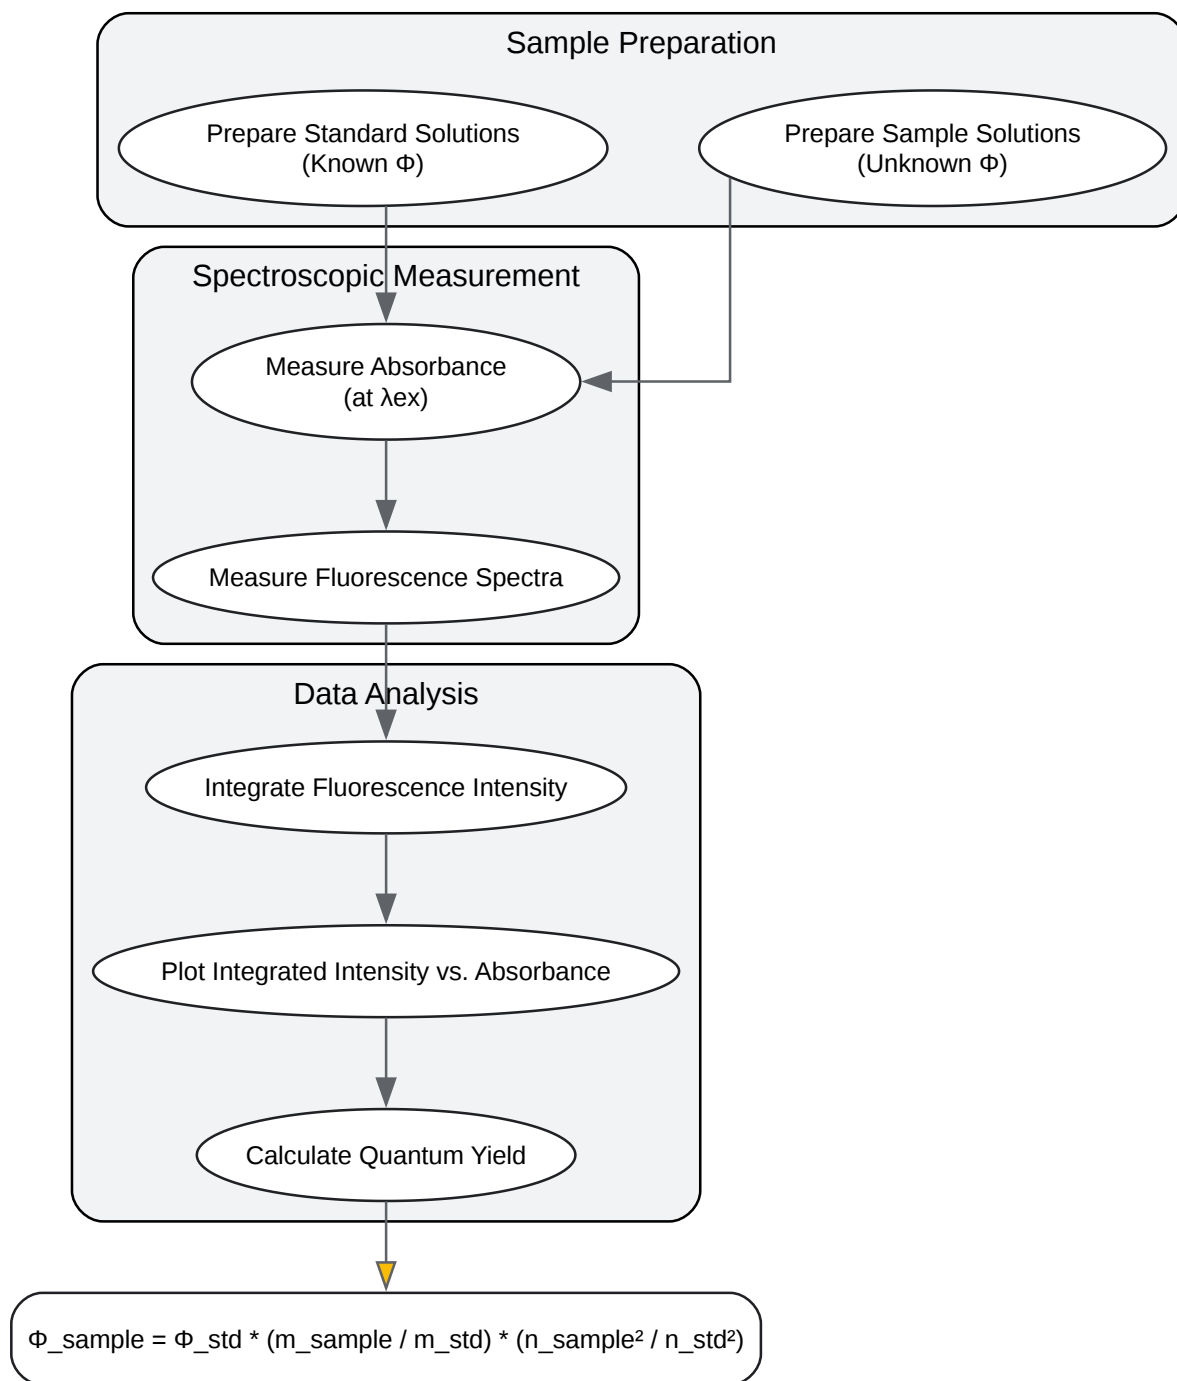 Sample Preparation
Prepare Standard Solutions
(Known Φ)
Prepare Sample Solutions
(Unknown Φ)
Spectroscopic Measurement
Measure Absorbance
(at λex)
Measure Fluorescence Spectra
Data Analysis
Integrate Fluorescence Intensity
Plot Integrated Intensity vs. Absorbance
Calculate Quantum Yield
Φ_sample = Φ_std * (m_sample / m_std) * (n_sample² / n_std²)